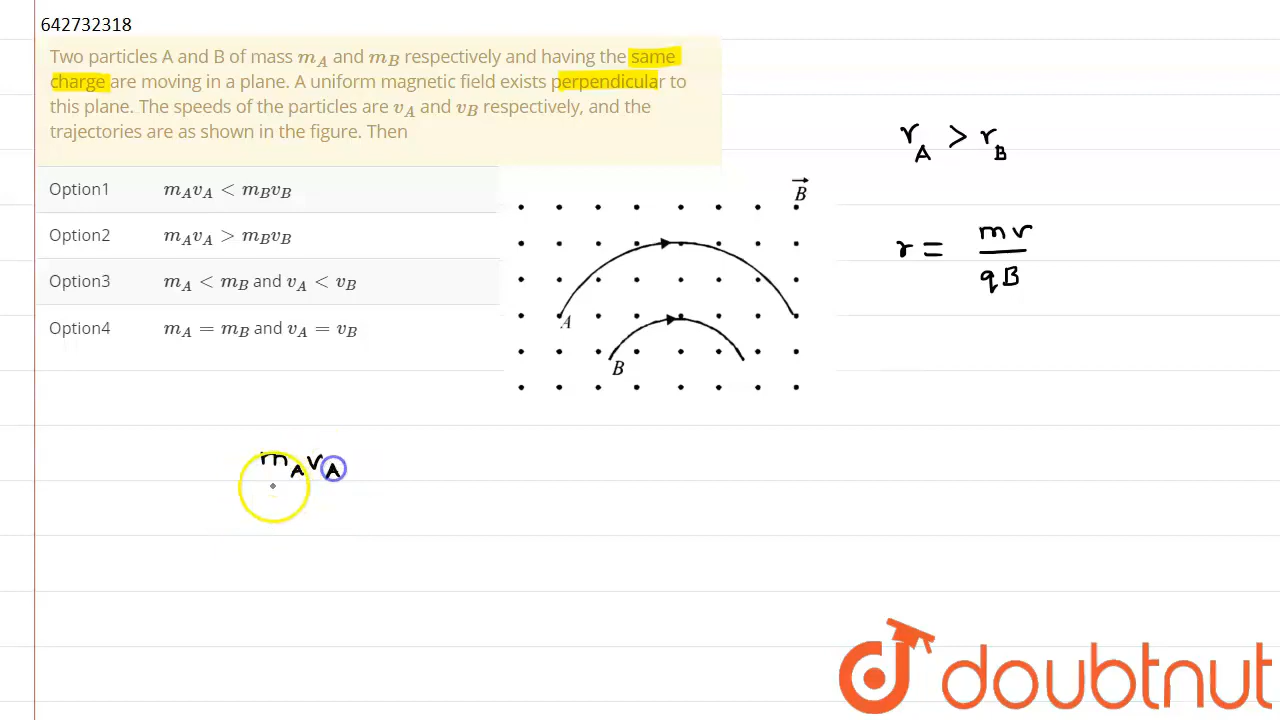 642732318
Two particles A and B of mass m_A and m_B respectively and having the same
charge are moving in a plane. A uniform magnetic field exists perpendicular to
this plane. The speeds of the particles are v_A and v_B respectively, and the
trajectories are as shown in the figure. Then
Option1 m_A v_A < m_B v_B
Option2 m_A v_A > m_B v_B
Option3 m_A < m_B and v_A < v_B
Option4 m_A = m_B and v_A = v_B
B⃗
A
B
r_A > r_B
r = mv / qB
m_A v_A
doubtnut